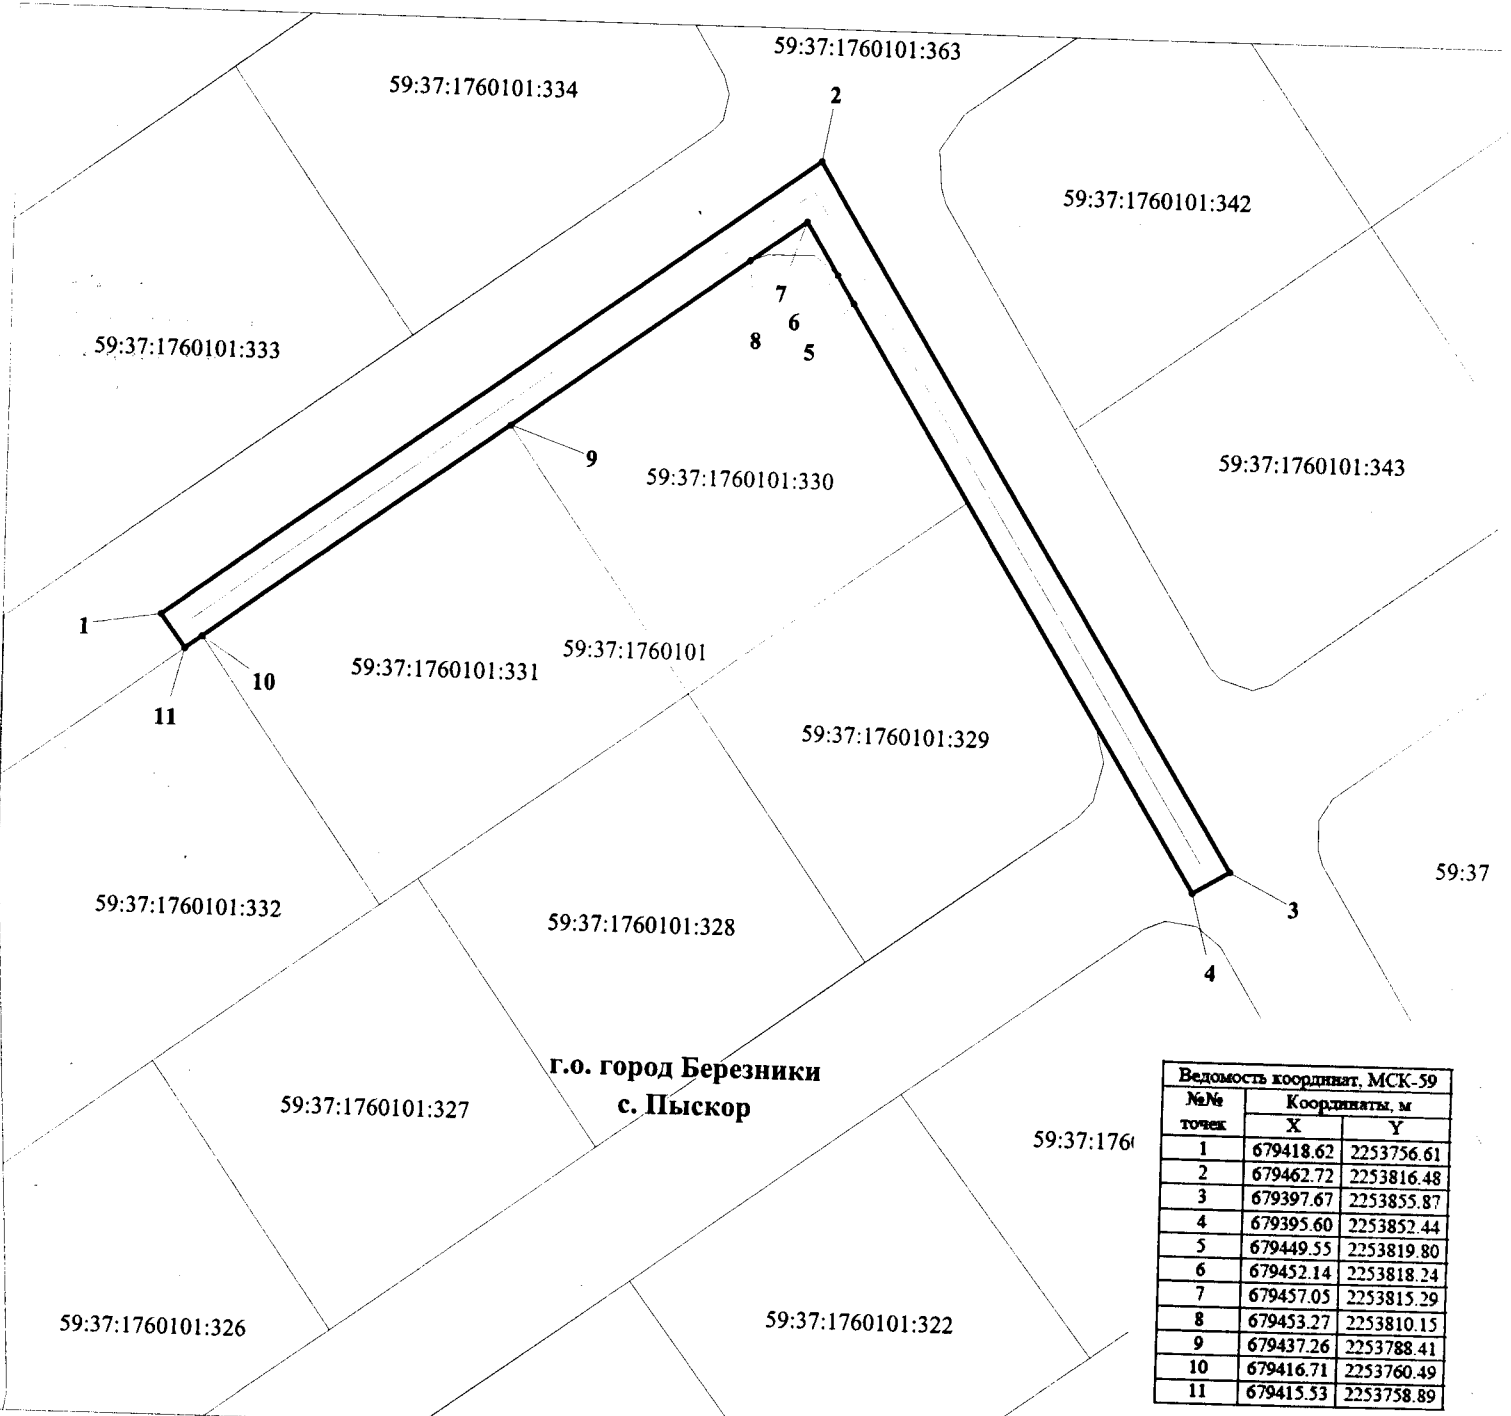 59:37:1760101:363
59:37:1760101:334
2
59:37:1760101:342
7
6
8
5
59:37:1760101:333
9
59:37:1760101:343
59:37:1760101:330
1
59:37:1760101
59:37:1760101:331
10
11
59:37:1760101:329
59:37
59:37:1760101:332
59:37:1760101:328
3
4
г.о. город Березники
с. Пыскор
59:37:1760101:327
59:37:176
59:37:1760101:326
59:37:1760101:322
Ведомость координат, МСК-59
№№ точек Координаты, м
X Y
1 679418.62 2253756.61
2 679462.72 2253816.48
3 679397.67 2253855.87
4 679395.60 2253852.44
5 679449.55 2253819.80
6 679452.14 2253818.24
7 679457.05 2253815.29
8 679453.27 2253810.15
9 679437.26 2253788.41
10 679416.71 2253760.49
11 679415.53 2253758.89